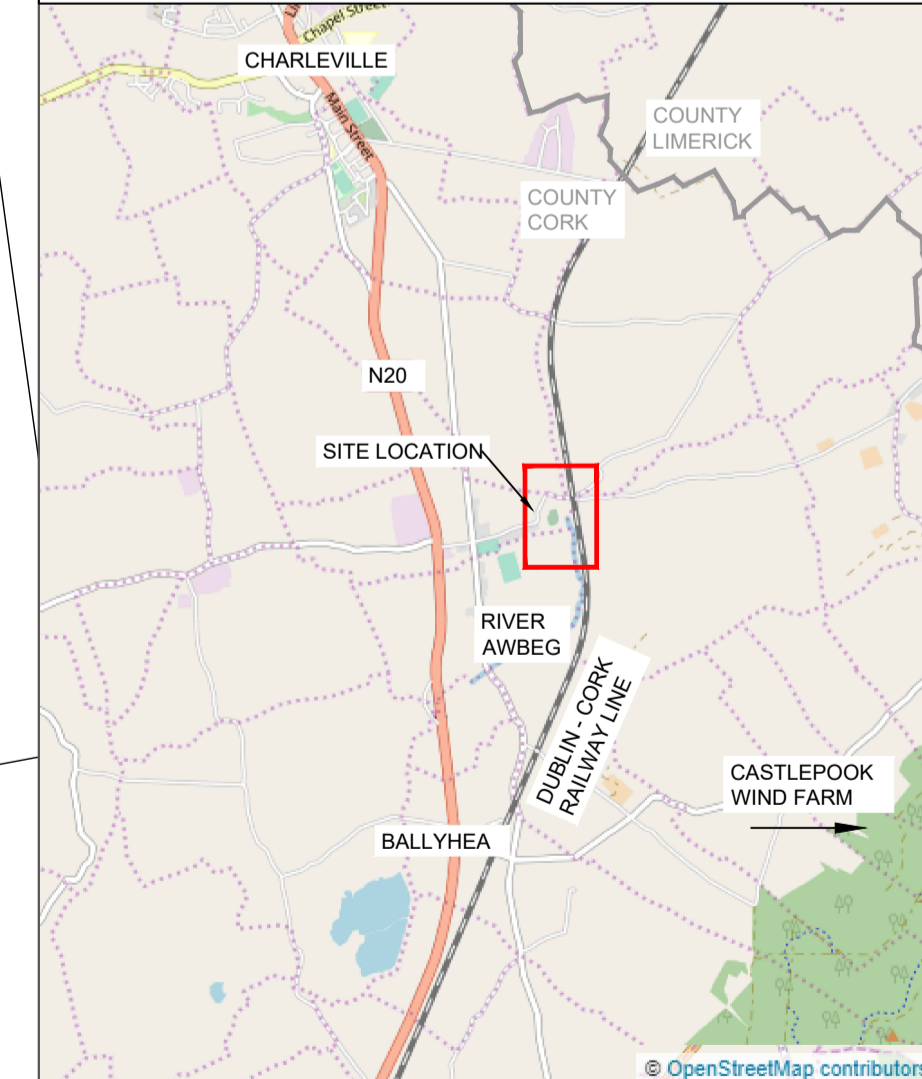 Chapel Street
CHARLEVILLE
Main Street
COUNTY
LIMERICK
COUNTY
CORK
N20
SITE LOCATION
RIVER
AWBEG
DUBLIN - CORK
RAILWAY LINE
CASTLEPOOK
WIND FARM
BALLYHEA
© OpenStreetMap contributors